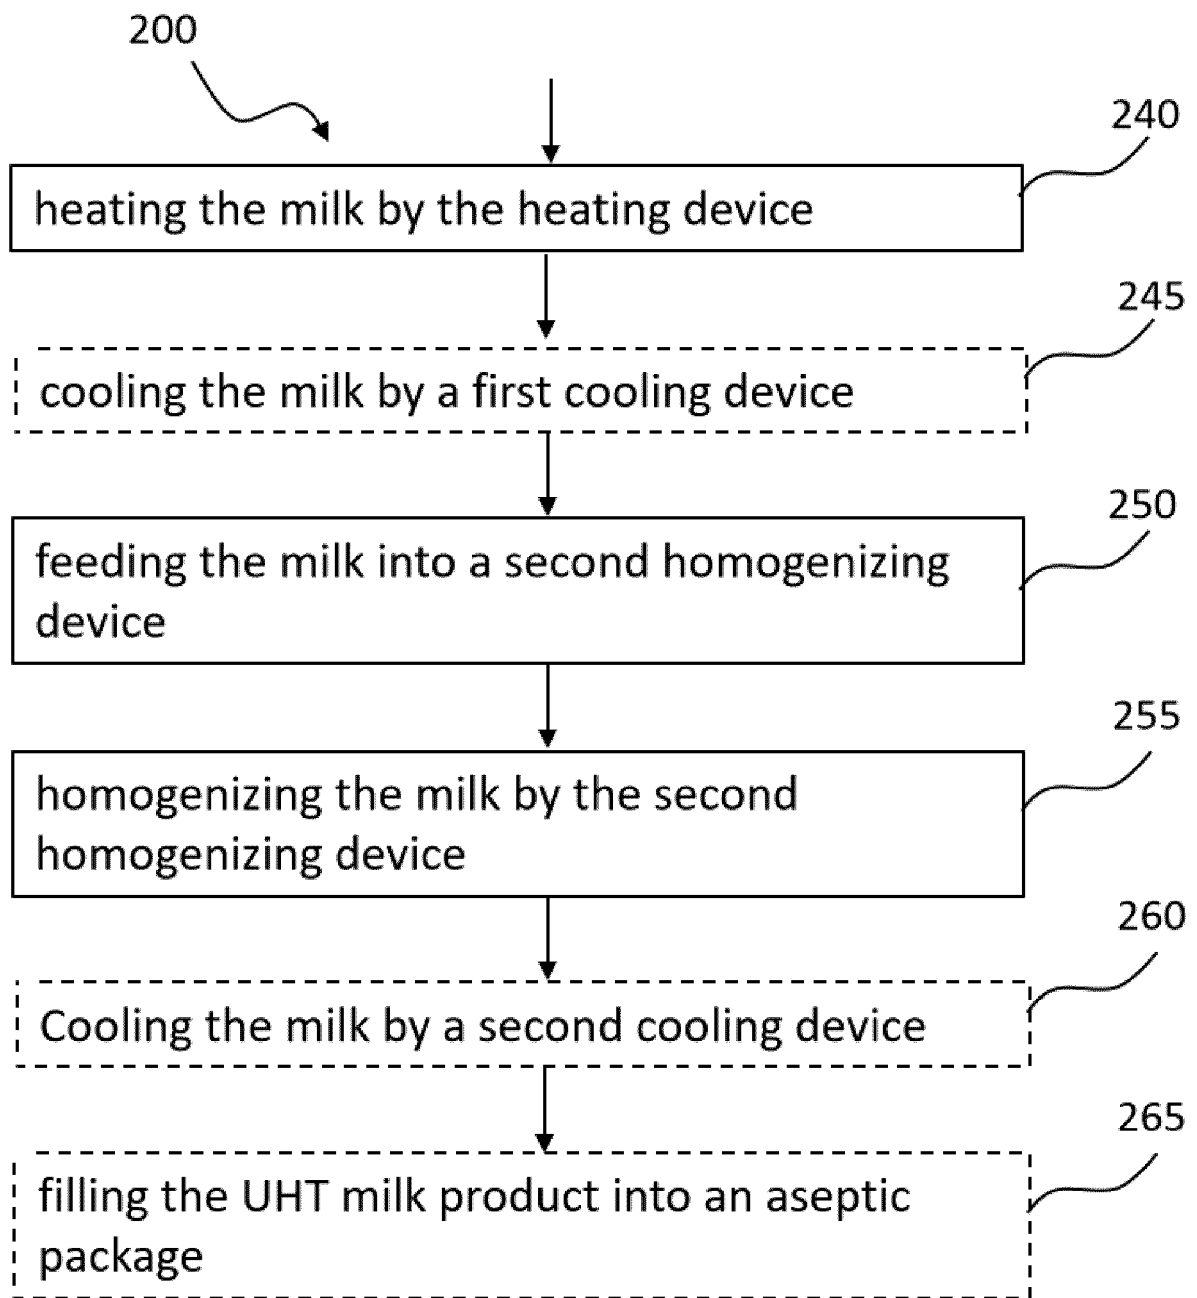 200
240
heating the milk by the heating device
245
cooling the milk by a first cooling device
250
feeding the milk into a second homogenizing
device
255
homogenizing the milk by the second
homogenizing device
260
Cooling the milk by a second cooling device
265
filling the UHT milk product into an aseptic
package